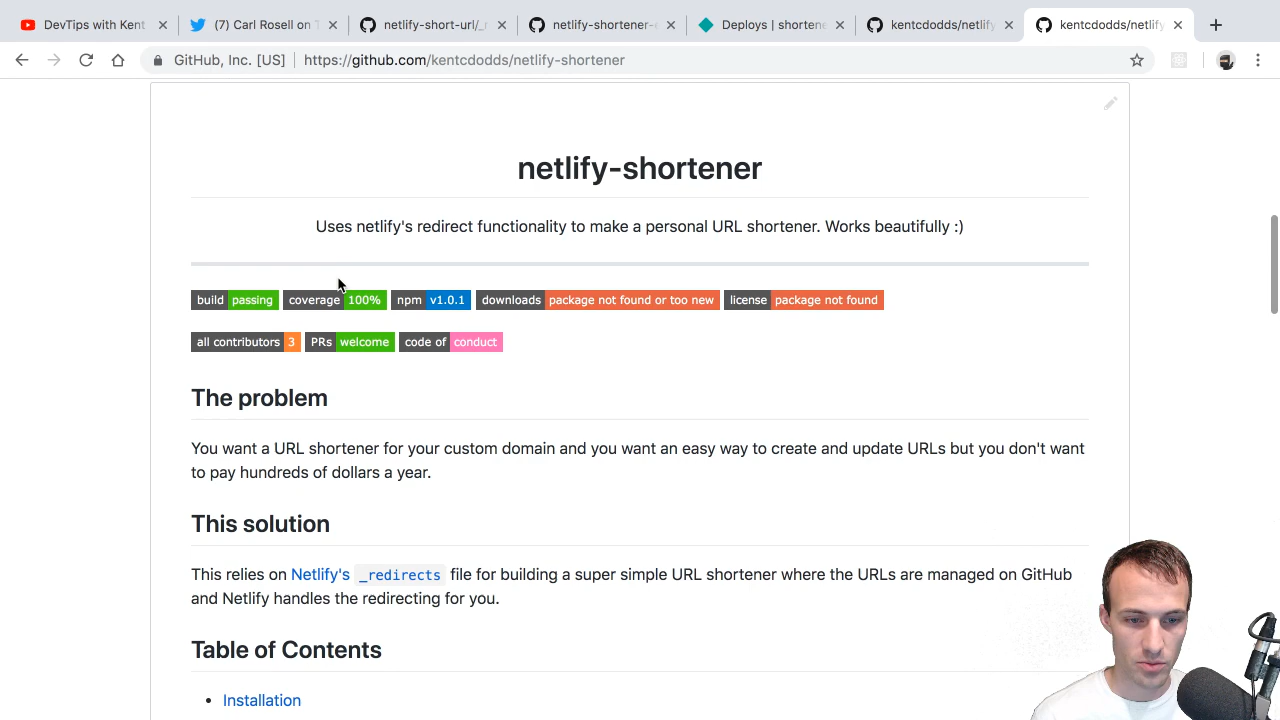 DevTips with Kent
(7) Carl Rosell on T
netlify-short-url/_r
netlify-shortener-e
Deploys | shortene
kentcdodds/netlify
kentcdodds/netlify
GitHub, Inc. [US]
https://github.com/kentcdodds/netlify-shortener
netlify-shortener
Uses netlify's redirect functionality to make a personal URL shortener. Works beautifully :)
build passing coverage 100% npm v1.0.1 downloads package not found or too new license package not found
all contributors 3 PRs welcome code of conduct
The problem
You want a URL shortener for your custom domain and you want an easy way to create and update URLs but you don't want
to pay hundreds of dollars a year.
This solution
This relies on Netlify's _redirects file for building a super simple URL shortener where the URLs are managed on GitHub
and Netlify handles the redirecting for you.
Table of Contents
• Installation